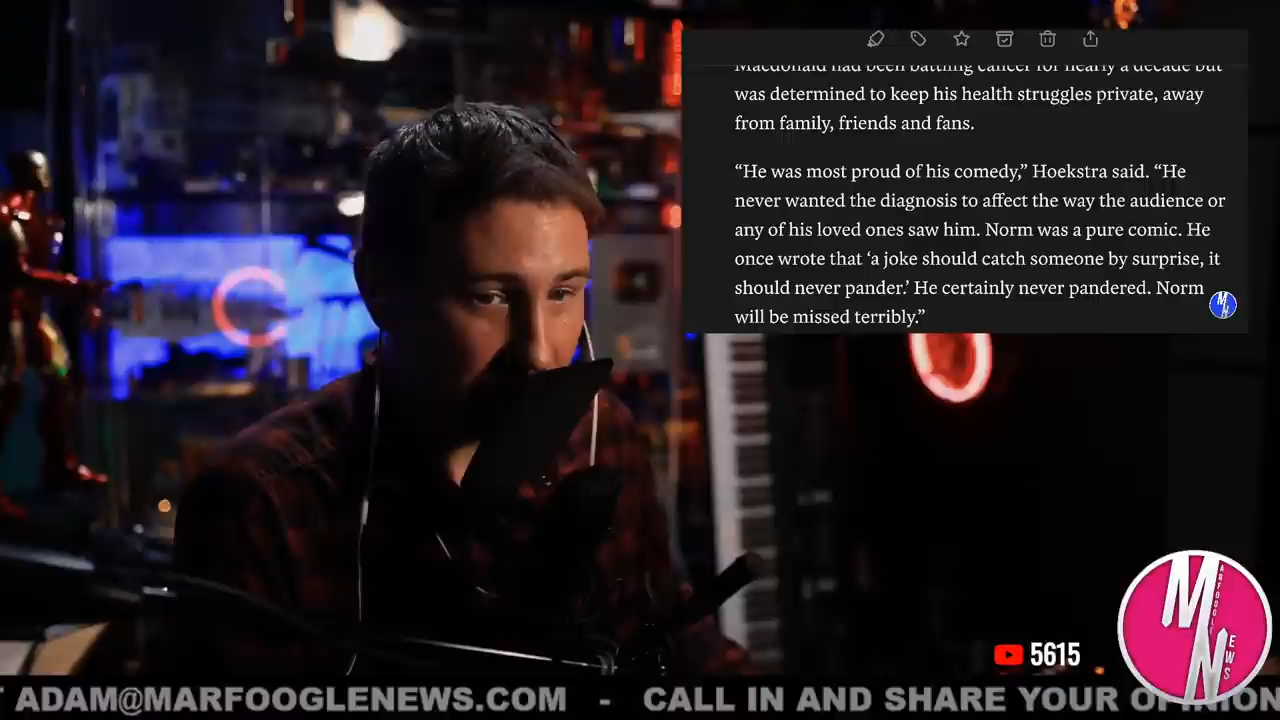 Macdonald had been battling cancer for nearly a decade but
was determined to keep his health struggles private, away
from family, friends and fans.
“He was most proud of his comedy,” Hoekstra said. “He
never wanted the diagnosis to affect the way the audience or
any of his loved ones saw him. Norm was a pure comic. He
once wrote that ‘a joke should catch someone by surprise, it
should never pander.’ He certainly never pandered. Norm
will be missed terribly.”
MN
5615
MARFOOGLE NEWS
ADAM@MARFOOGLENEWS.COM - CALL IN AND SHARE YOUR OPINION